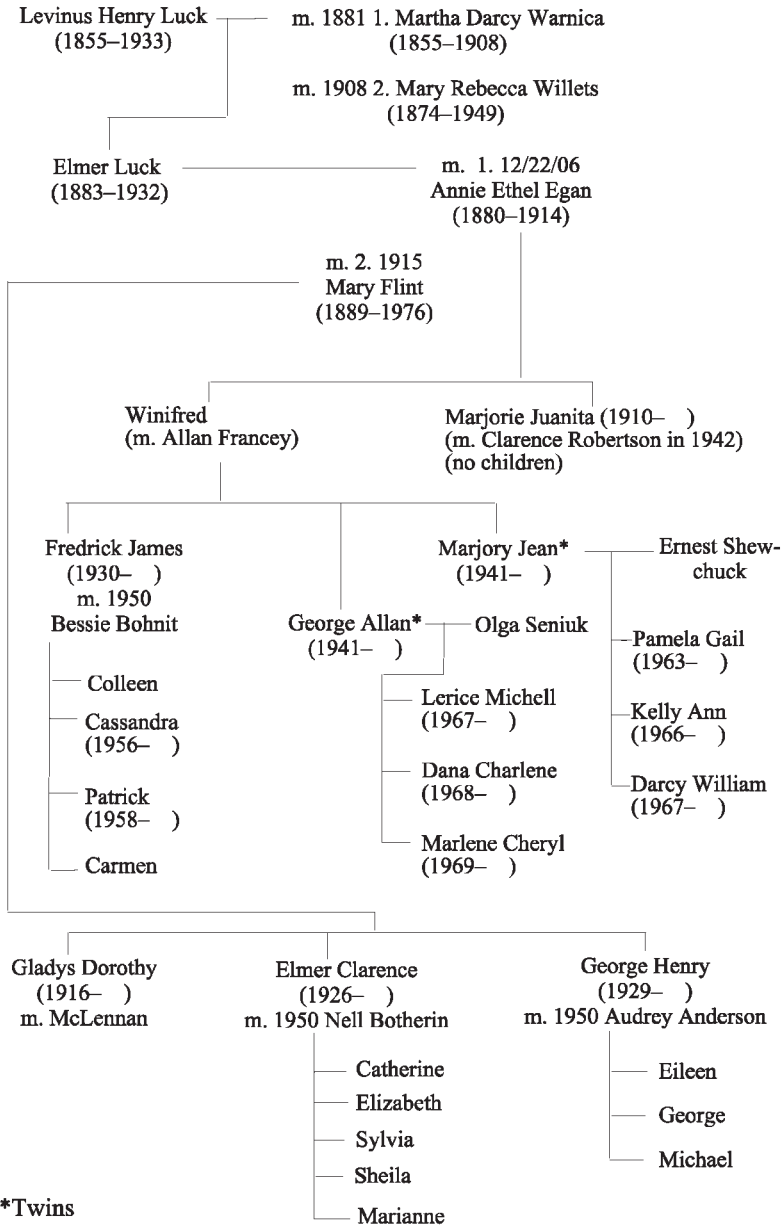 Levinus Henry Luck
(1855–1933)
m. 1881 1. Martha Darcy Warnica
(1855–1908)
m. 1908 2. Mary Rebecca Willets
(1874–1949)
Elmer Luck
(1883–1932)
m. 1. 12/22/06
Annie Ethel Egan
(1880–1914)
m. 2. 1915
Mary Flint
(1889–1976)
Winifred
(m. Allan Francey)
Marjorie Juanita (1910– )
(m. Clarence Robertson in 1942)
(no children)
Fredrick James
(1930– )
m. 1950
Bessie Bohnit
Colleen
Cassandra
(1956– )
Patrick
(1958– )
Carmen
George Allan*
(1941– )
Olga Seniuk
Lerice Michell
(1967– )
Dana Charlene
(1968– )
Marlene Cheryl
(1969– )
Marjory Jean*
(1941– )
Ernest Shew-
chuck
Pamela Gail
(1963– )
Kelly Ann
(1966– )
Darcy William
(1967– )
Gladys Dorothy
(1916– )
m. McLennan
Elmer Clarence
(1926– )
m. 1950 Nell Botherin
Catherine
Elizabeth
Sylvia
Sheila
Marianne
George Henry
(1929– )
m. 1950 Audrey Anderson
Eileen
George
Michael
*Twins